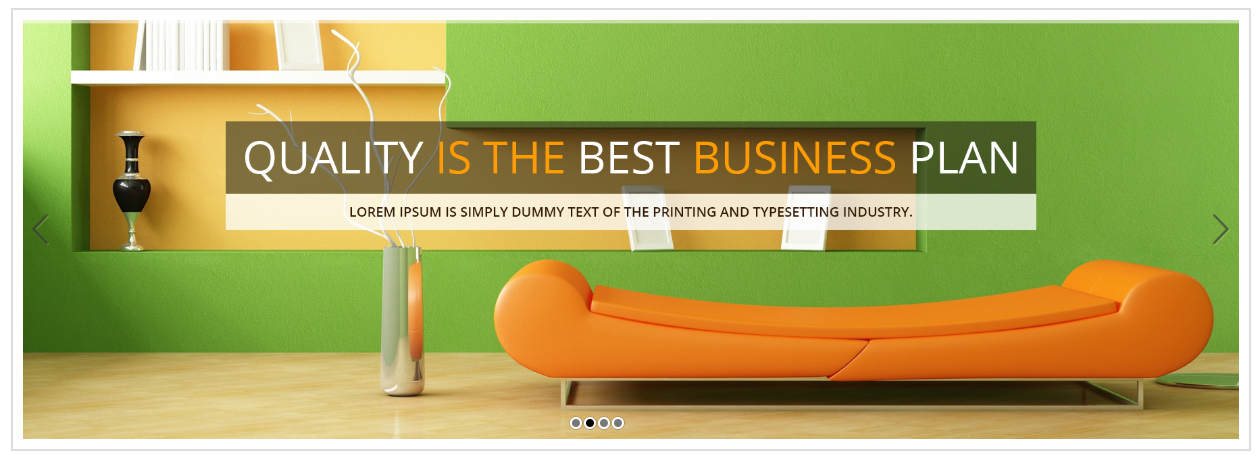 QUALITY IS THE BEST BUSINESS PLAN
LOREM IPSUM IS SIMPLY DUMMY TEXT OF THE PRINTING AND TYPESETTING INDUSTRY.